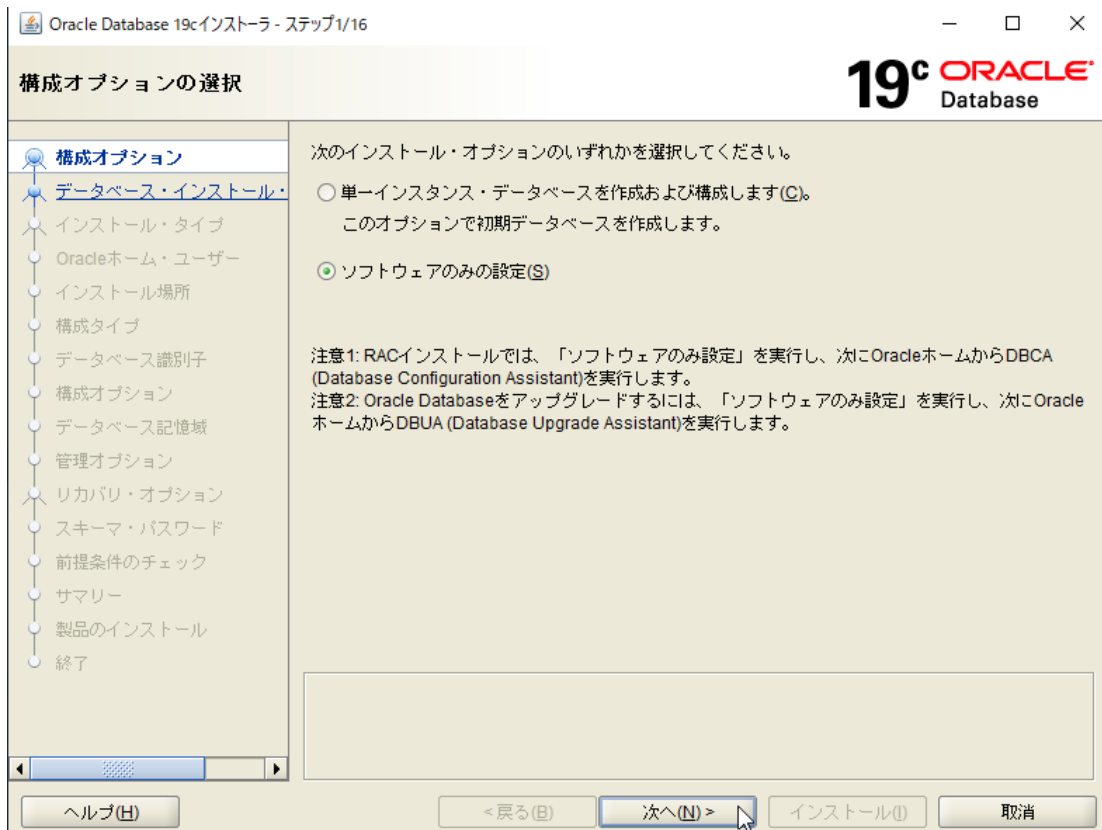 Oracle Database 19cインストーラ - ステップ1/16
構成オプションの選択
19c ORACLE
Database
構成オプション
データベース・インストール・
インストール・タイプ
Oracleホーム・ユーザー
インストール場所
構成タイプ
データベース識別子
構成オプション
データベース記憶域
管理オプション
リカバリ・オプション
スキーマ・パスワード
前提条件のチェック
サマリー
製品のインストール
終了
次のインストール・オプションのいずれかを選択してください。
単一インスタンス・データベースを作成および構成します(C)。
このオプションで初期データベースを作成します。
ソフトウェアのみの設定(S)
注意1: RACインストールでは、「ソフトウェアのみ設定」を実行し、次にOracleホームからDBCA
(Database Configuration Assistant)を実行します。
注意2: Oracle Databaseをアップグレードするには、「ソフトウェアのみ設定」を実行し、次にOracle
ホームからDBUA (Database Upgrade Assistant)を実行します。
ヘルプ(H)
<戻る(B)
次へ(N) >
インストール(I)
取消